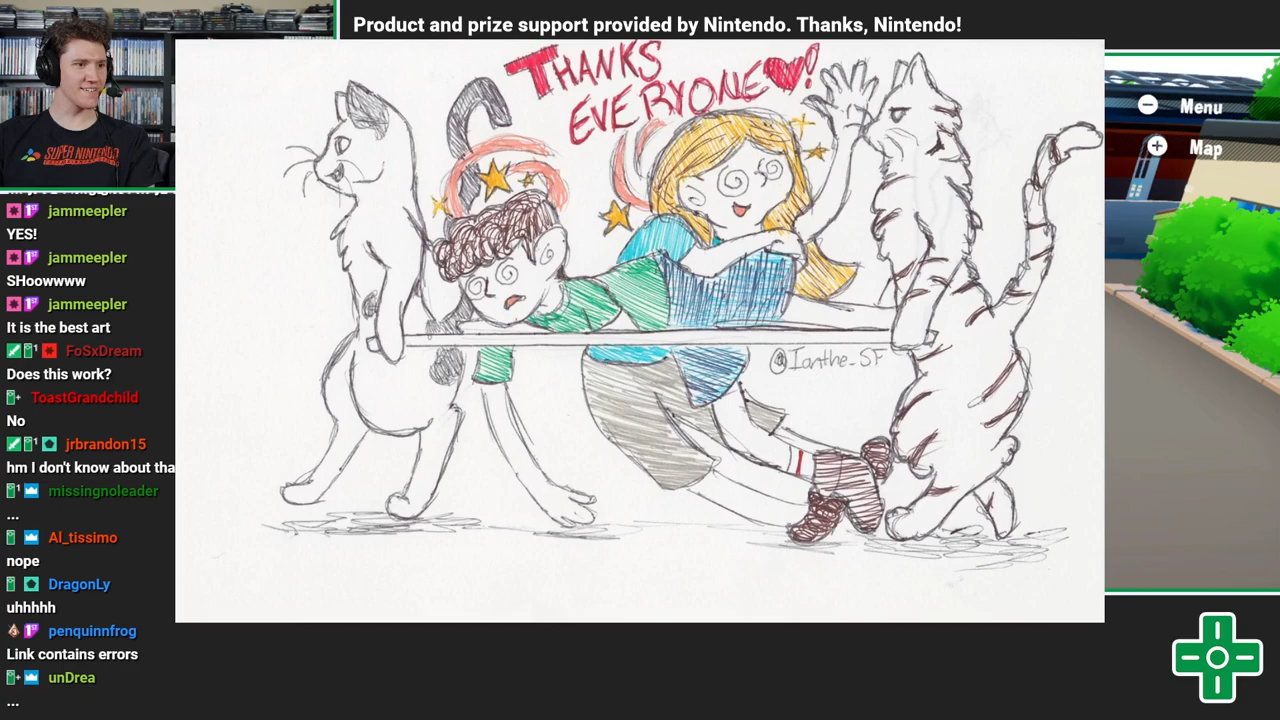 Product and prize support provided by Nintendo. Thanks, Nintendo!
SUPER NINTENDO
jammeepler
YES!
jammeepler
SHoowwww
jammeepler
It is the best art
FoSxDream
Does this work?
ToastGrandchild
No
jrbrandon15
hm I don't know about tha
missingnoleader
...
Al_tissimo
nope
DragonLy
uhhhhh
penquinnfrog
Link contains errors
unDrea
...
THANKS
EVERYONE♥!
@Ianthe_SF
Menu
Map